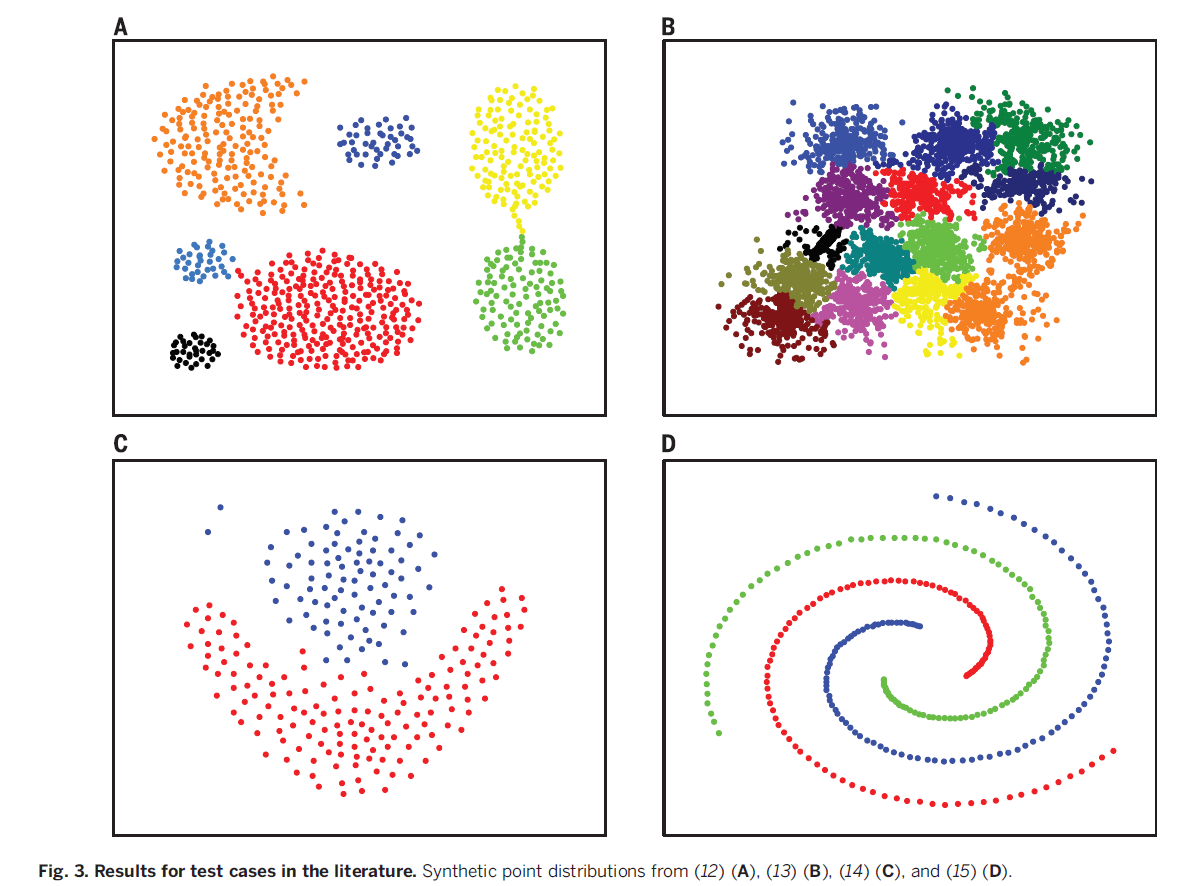 A
B
C
D
Fig. 3. Results for test cases in the literature. Synthetic point distributions from (12) (A), (13) (B), (14) (C), and (15) (D).